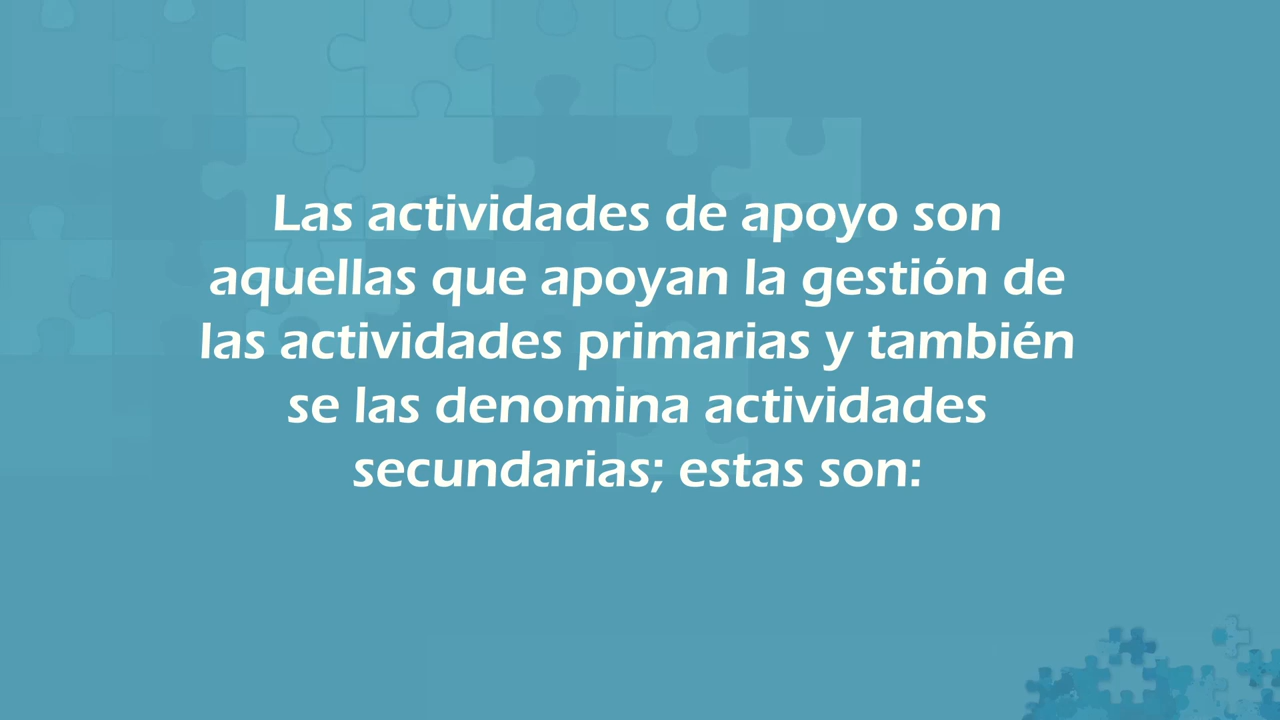 Las actividades de apoyo son
aquellas que apoyan la gestión de
las actividades primarias y también
se las denomina actividades
secundarias; estas son: